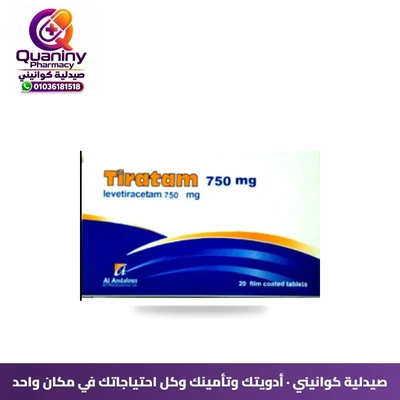 Quaniny
Pharmacy
صيدلية كوانيني
01036181518
Tiratam 750 mg
levetiracetam 750 mg
Al Andalous
20 film coated tablets
صيدلية كوانيني - أدويتك وتأمينك وكل احتياجاتك في مكان واحد